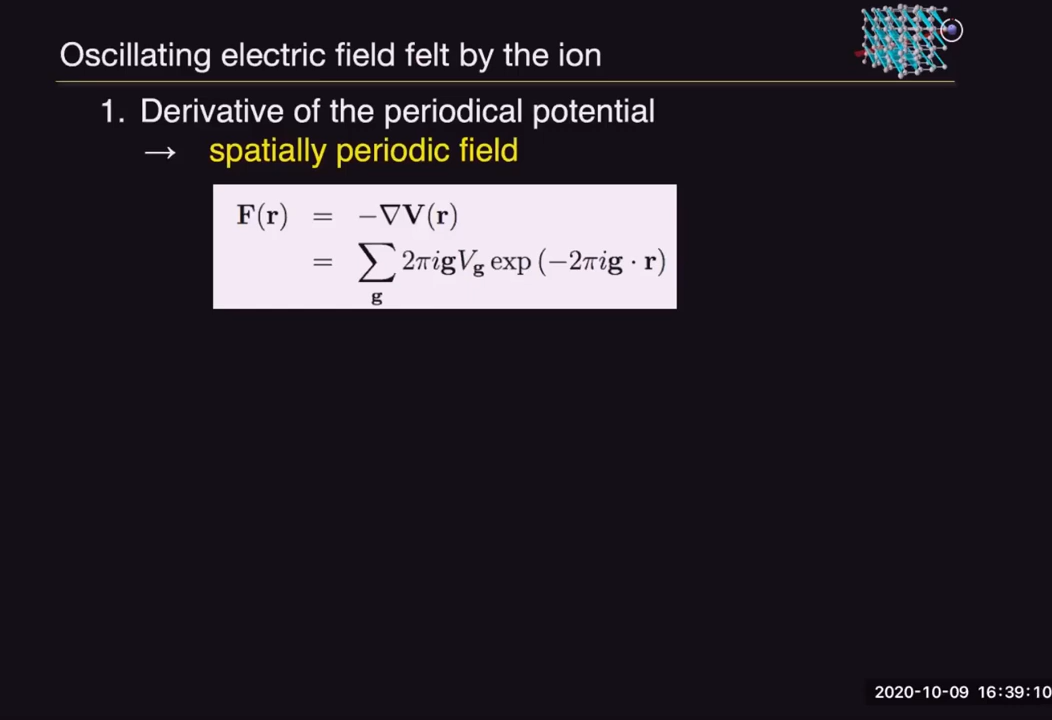 Oscillating electric field felt by the ion
1. Derivative of the periodical potential
→ spatially periodic field
F(r) = −∇V(r)
= ∑_g 2πigV_g exp (−2πig · r)
2020-10-09 16:39:10